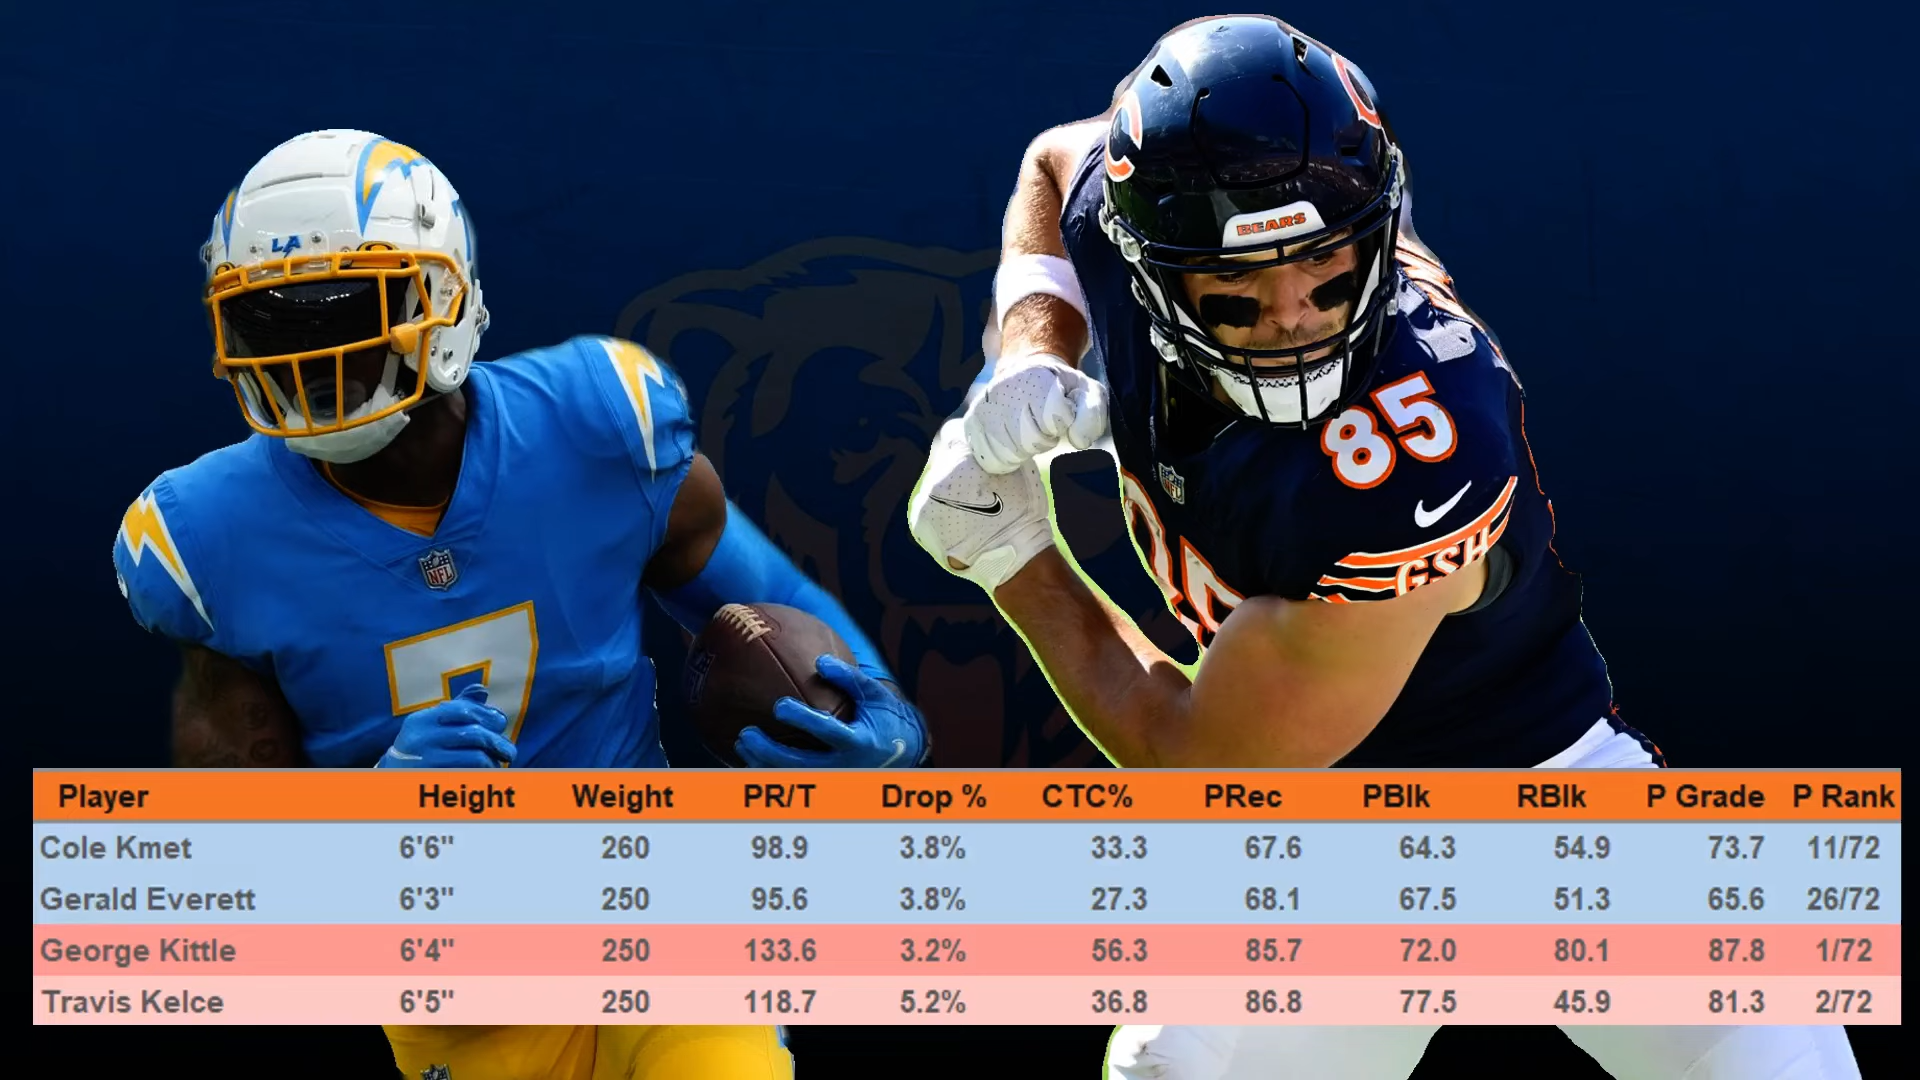 LA
BEARS
85
NFL
GSH
NFL
7
Player Height Weight PR/T Drop % CTC% PRec PBlk RBlk P Grade P Rank
Cole Kmet 6'6" 260 98.9 3.8% 33.3 67.6 64.3 54.9 73.7 11/72
Gerald Everett 6'3" 250 95.6 3.8% 27.3 68.1 67.5 51.3 65.6 26/72
George Kittle 6'4" 250 133.6 3.2% 56.3 85.7 72.0 80.1 87.8 1/72
Travis Kelce 6'5" 250 118.7 5.2% 36.8 86.8 77.5 45.9 81.3 2/72